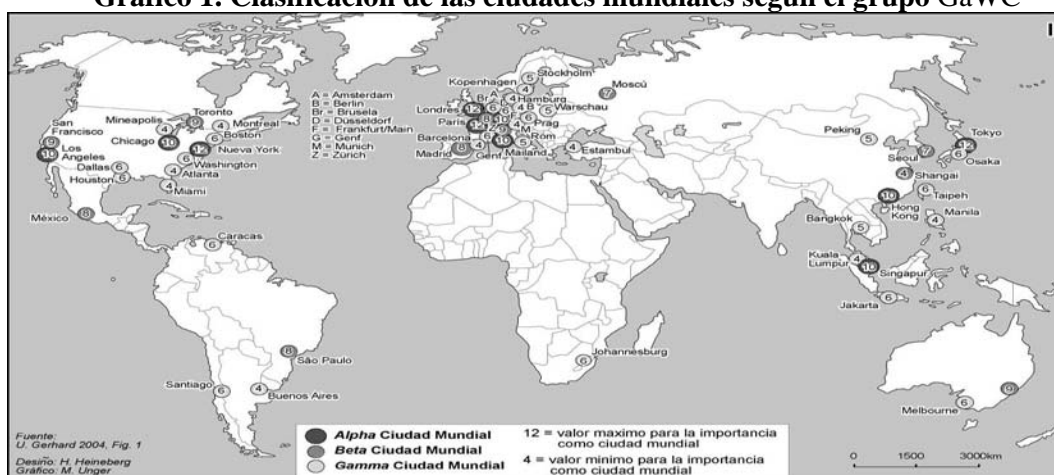 Gráfico 1. Clasificación de las ciudades mundiales según el grupo GaWC
Kopenhagen
Stockholm
Moscú
A = Amsterdam
B = Berlin
Br = Brusela
D = Düsseldorf
F = Frankfurt/Main
G = Genf
M = Munich
Z = Zürich
Londres
Hamburg
Warschau
Paris
Prag
Barcelona
Rom
Madrid
Genf
Mailand
Estambul
Toronto
Mineapolis
Montreal
San Francisco
Boston
Chicago
Nueva York
Los Angeles
Washington
Dallas
Atlanta
Houston
Miami
México
Caracas
São Paulo
Santiago
Buenos Aires
Johannesburg
Peking
Tokyo
Seoul
Osaka
Shangai
Hong Kong
Taipeh
Bangkok
Manila
Kuala Lumpur
Singapur
Jakarta
Melbourne
Fuente:
U. Gerhard 2004, Fig. 1
Desiño: H. Heineberg
Gráfico: M. Unger
Alpha Ciudad Mundial
Beta Ciudad Mundial
Gamma Ciudad Mundial
12 = valor maximo para la importancia
como ciudad mundial
4 = valor mínimo para la importancia
como ciudad mundial
0 1500 3000km